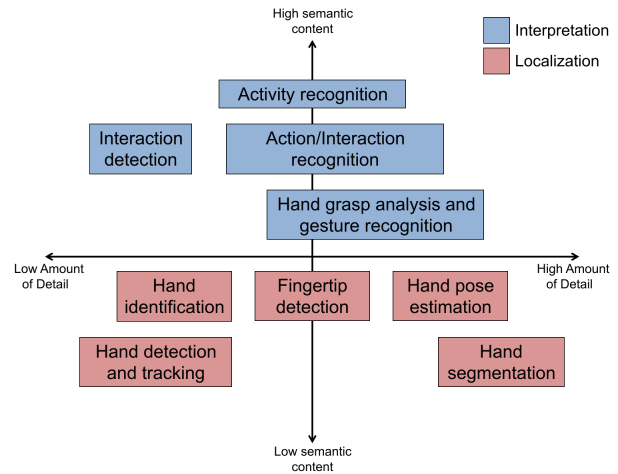 High semantic
content
Interpretation
Localization
Activity recognition
Interaction
detection
Action/Interaction
recognition
Hand grasp analysis and
gesture recognition
Low Amount
of Detail
High Amount
of Detail
Hand
identification
Fingertip
detection
Hand pose
estimation
Hand detection
and tracking
Hand
segmentation
Low semantic
content